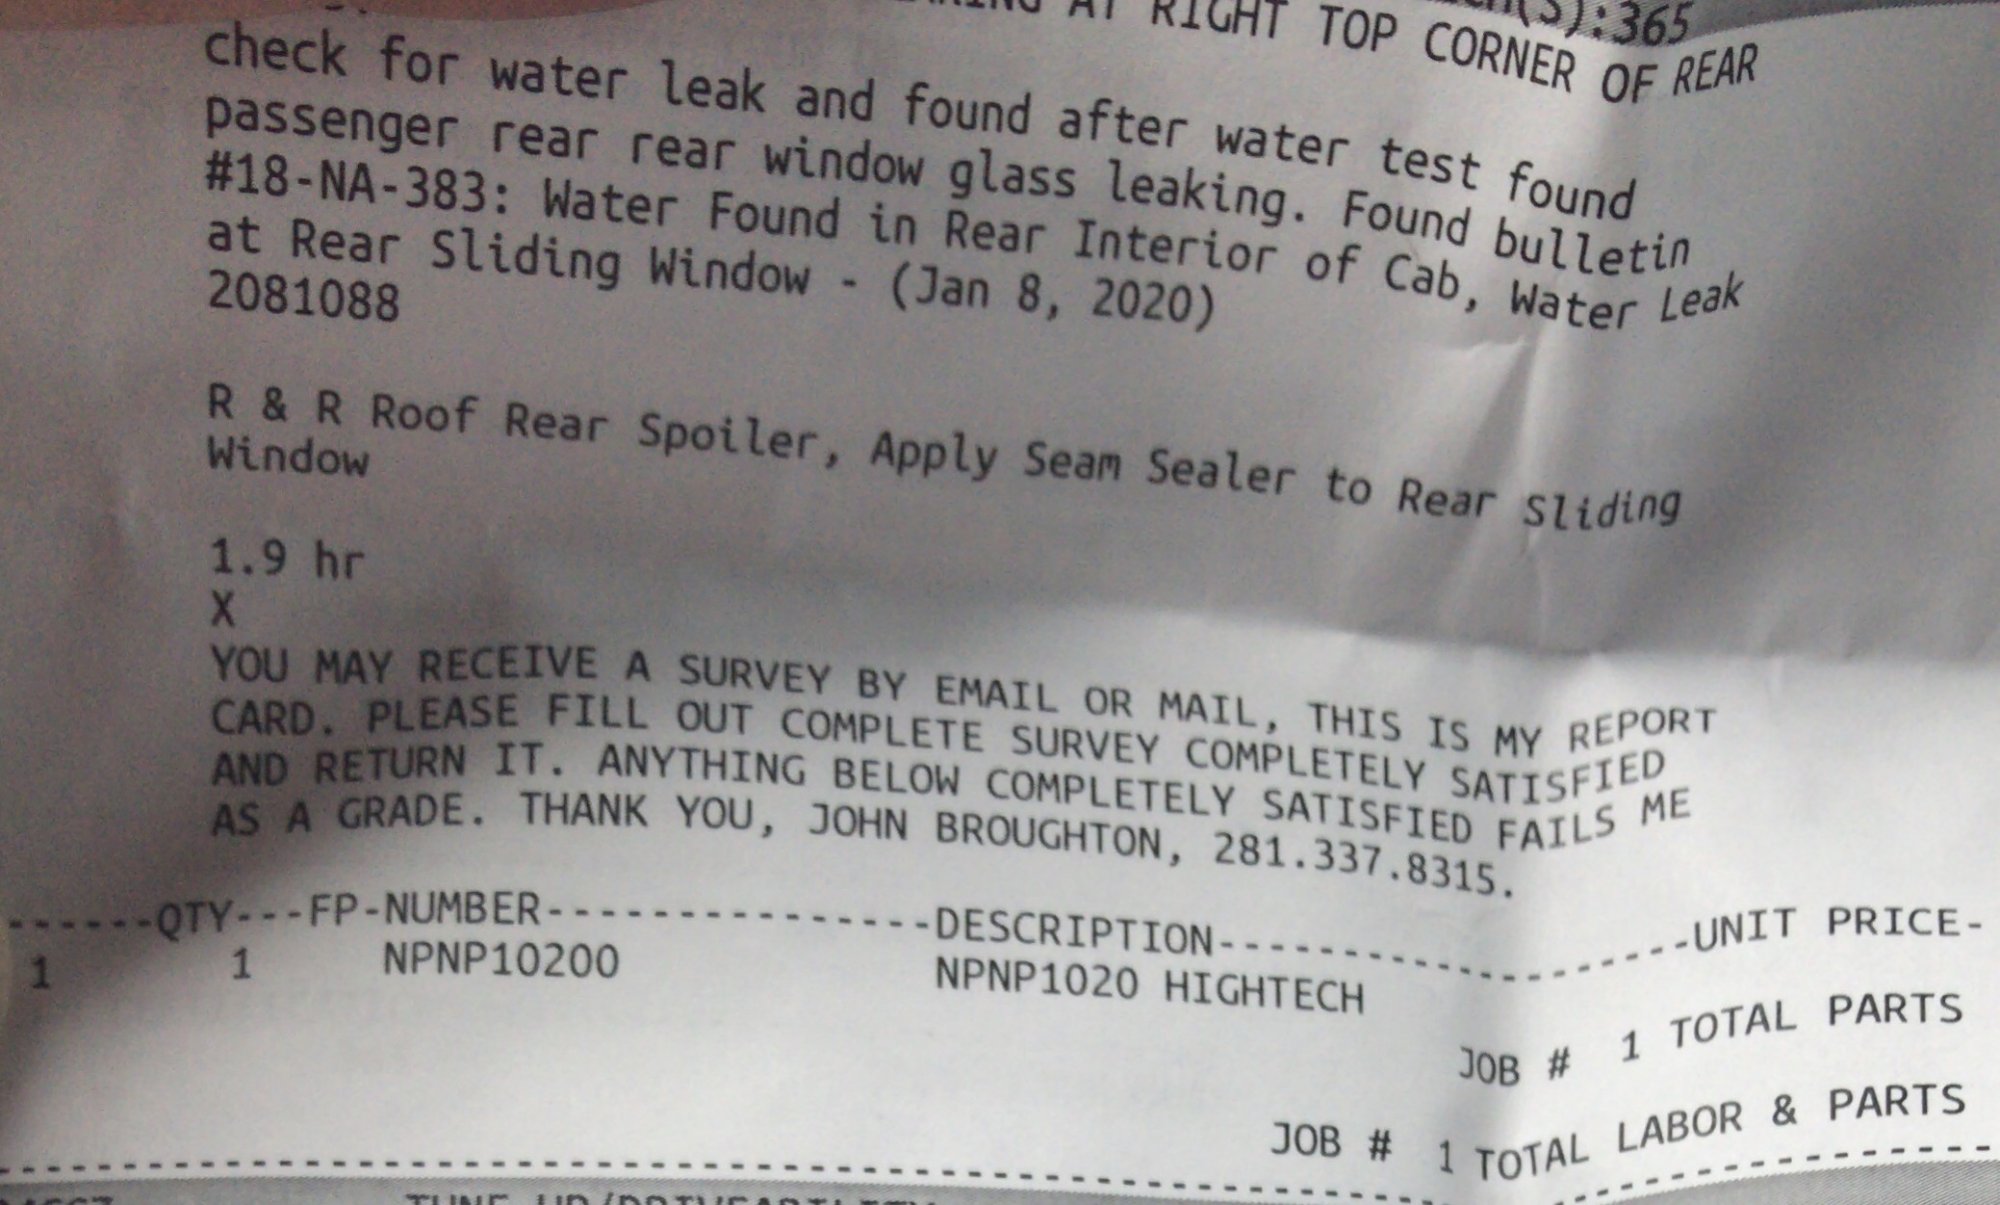 AT RIGHT TOP CORNER OF REAR
check for water leak and found after water test found
passenger rear rear window glass leaking. Found bulletin
#18-NA-383: Water Found in Rear Interior of Cab, Water Leak
at Rear Sliding Window - (Jan 8, 2020)
2081088
R & R Roof Rear Spoiler, Apply Seam Sealer to Rear Sliding
Window
1.9 hr
X
YOU MAY RECEIVE A SURVEY BY EMAIL OR MAIL, THIS IS MY REPORT
CARD. PLEASE FILL OUT COMPLETE SURVEY COMPLETELY SATISFIED
AND RETURN IT. ANYTHING BELOW COMPLETELY SATISFIED FAILS ME
AS A GRADE. THANK YOU, JOHN BROUGHTON, 281.337.8315.
------QTY---FP-NUMBER---------------DESCRIPTION--------------------UNIT PRICE-
1 1 NPNP10200 NPNP1020 HIGHTECH
JOB # 1 TOTAL PARTS
JOB # 1 TOTAL LABOR & PARTS